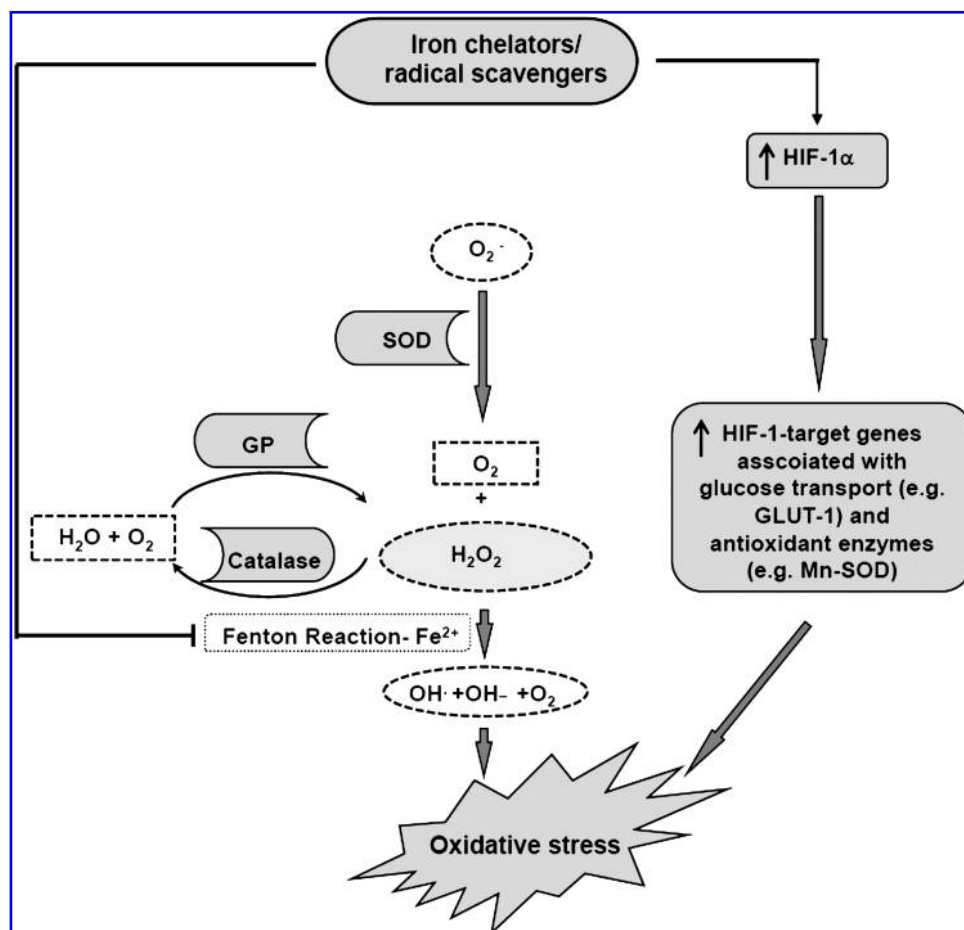 Iron chelators/
radical scavengers
↑ HIF-1α
O₂˙⁻
SOD
GP
O₂
+
H₂O + O₂
Catalase
H₂O₂
↑ HIF-1-target genes
asscoiated with
glucose transport (e.g.
GLUT-1) and
antioxidant enzymes
(e.g. Mn-SOD)
Fenton Reaction- Fe²⁺
OH· +OH– +O₂
Oxidative stress